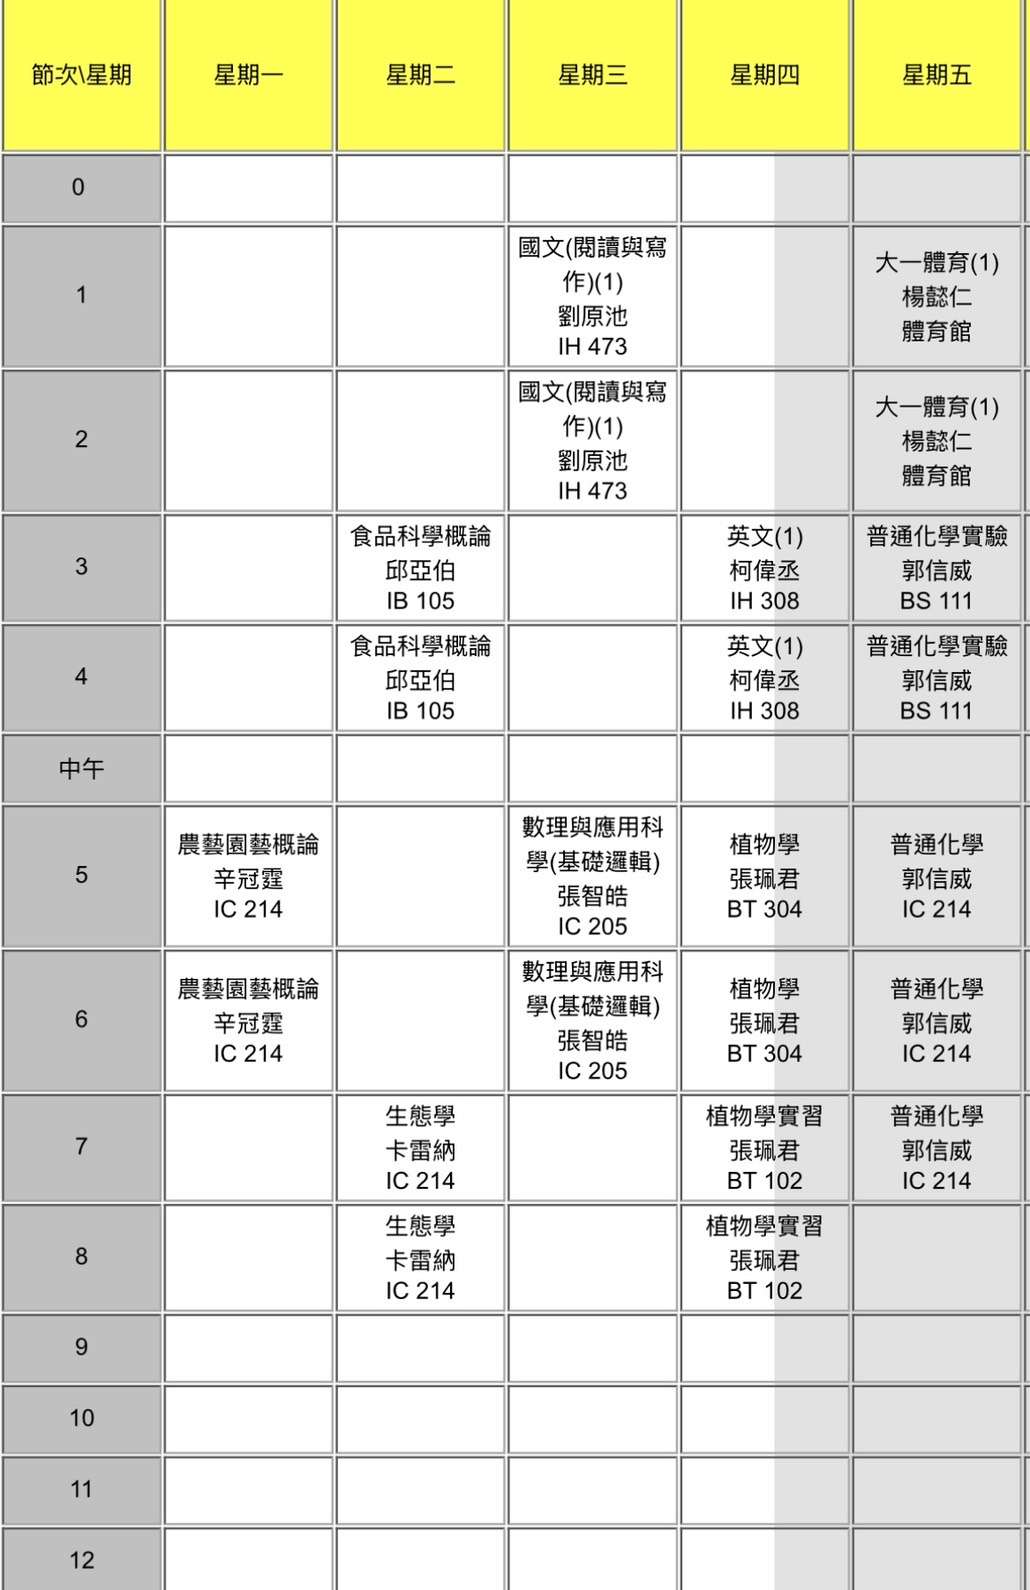 節次\星期 星期一 星期二 星期三 星期四 星期五
0
1
國文(閱讀與寫
作)(1)
劉原池
IH 473
大一體育(1)
楊懿仁
體育館
2
國文(閱讀與寫
作)(1)
劉原池
IH 473
大一體育(1)
楊懿仁
體育館
3
食品科學概論
邱亞伯
IB 105
英文(1)
柯偉丞
IH 308
普通化學實驗
郭信威
BS 111
4
食品科學概論
邱亞伯
IB 105
英文(1)
柯偉丞
IH 308
普通化學實驗
郭信威
BS 111
中午
5
農藝園藝概論
辛冠霆
IC 214
數理與應用科
學(基礎邏輯)
張智皓
IC 205
植物學
張珮君
BT 304
普通化學
郭信威
IC 214
6
農藝園藝概論
辛冠霆
IC 214
數理與應用科
學(基礎邏輯)
張智皓
IC 205
植物學
張珮君
BT 304
普通化學
郭信威
IC 214
7
生態學
卡雷納
IC 214
植物學實習
張珮君
BT 102
普通化學
郭信威
IC 214
8
生態學
卡雷納
IC 214
植物學實習
張珮君
BT 102
9
10
11
12